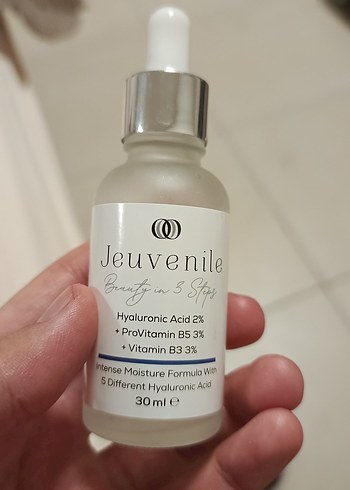 Jeuvenile
Beauty in 3 Steps
Hyaluronic Acid 2%
+ ProVitamin B5 3%
+ Vitamin B3 3%
Intense Moisture Formula With
5 Different Hyaluronic Acid
30 ml ℮